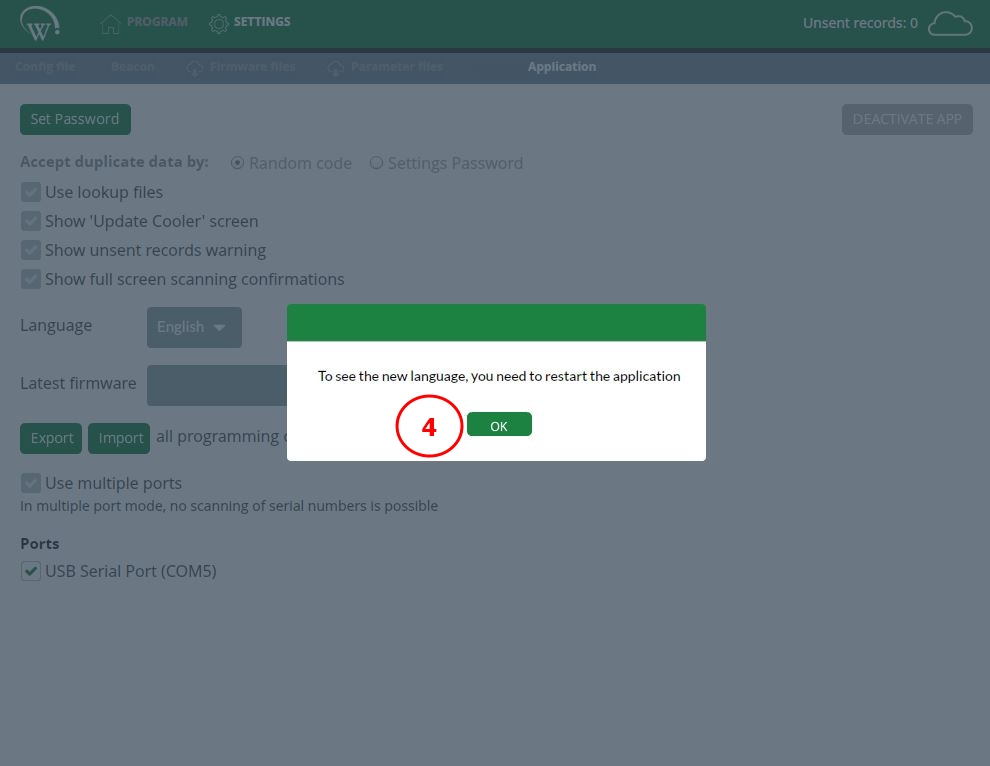 W PROGRAM SETTINGS Unsent records: 0
Config file Beacon Firmware files Parameter files Application
Set Password DEACTIVATE APP
Accept duplicate data by: Random code Settings Password
Use lookup files
Show 'Update Cooler' screen
Show unsent records warning
Show full screen scanning confirmations
Language English
To see the new language, you need to restart the application
Latest firmware
4 OK
Export Import all programming
Use multiple ports
In multiple port mode, no scanning of serial numbers is possible
Ports
USB Serial Port (COM5)